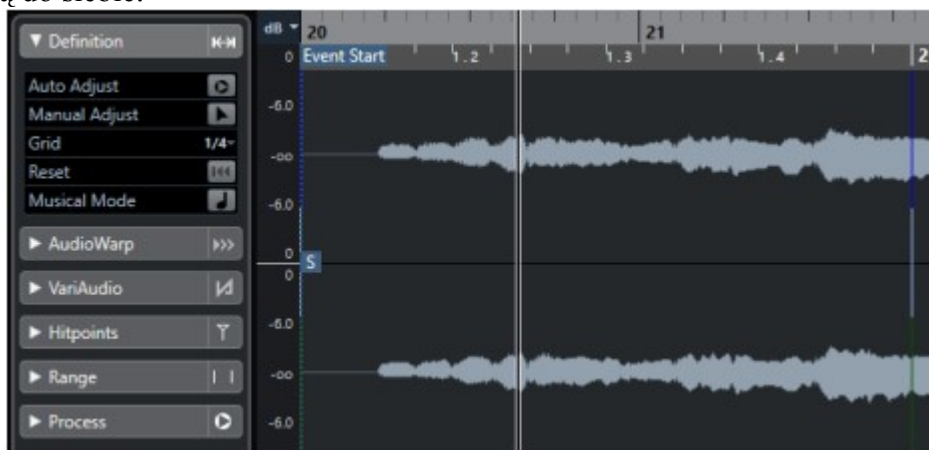 ą do siebie.
▼ Definition
Auto Adjust
Manual Adjust
Grid 1/4
Reset
Musical Mode
► AudioWarp
► VariAudio
► Hitpoints
► Range
► Process
dB 20 21
0 Event Start 1.2 1.3 1.4 2
-6.0
-oo
-6.0
0
S
0
-6.0
-oo
-6.0